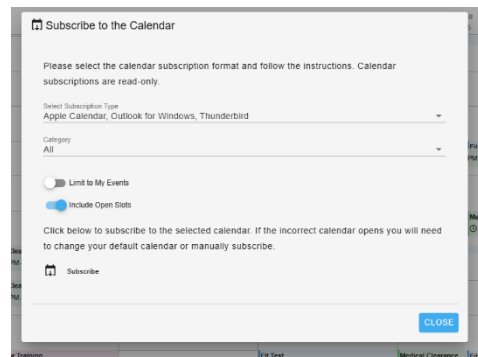 Subscribe to the Calendar
Please select the calendar subscription format and follow the instructions. Calendar
subscriptions are read-only.
Select Subscription Type
Apple Calendar, Outlook for Windows, Thunderbird
Category
All
Limit to My Events
Include Open Slots
Click below to subscribe to the selected calendar. If the incorrect calendar opens you will need
to change your default calendar or manually subscribe.
Subscribe
CLOSE
Training
Fit Test
Medical Clearance